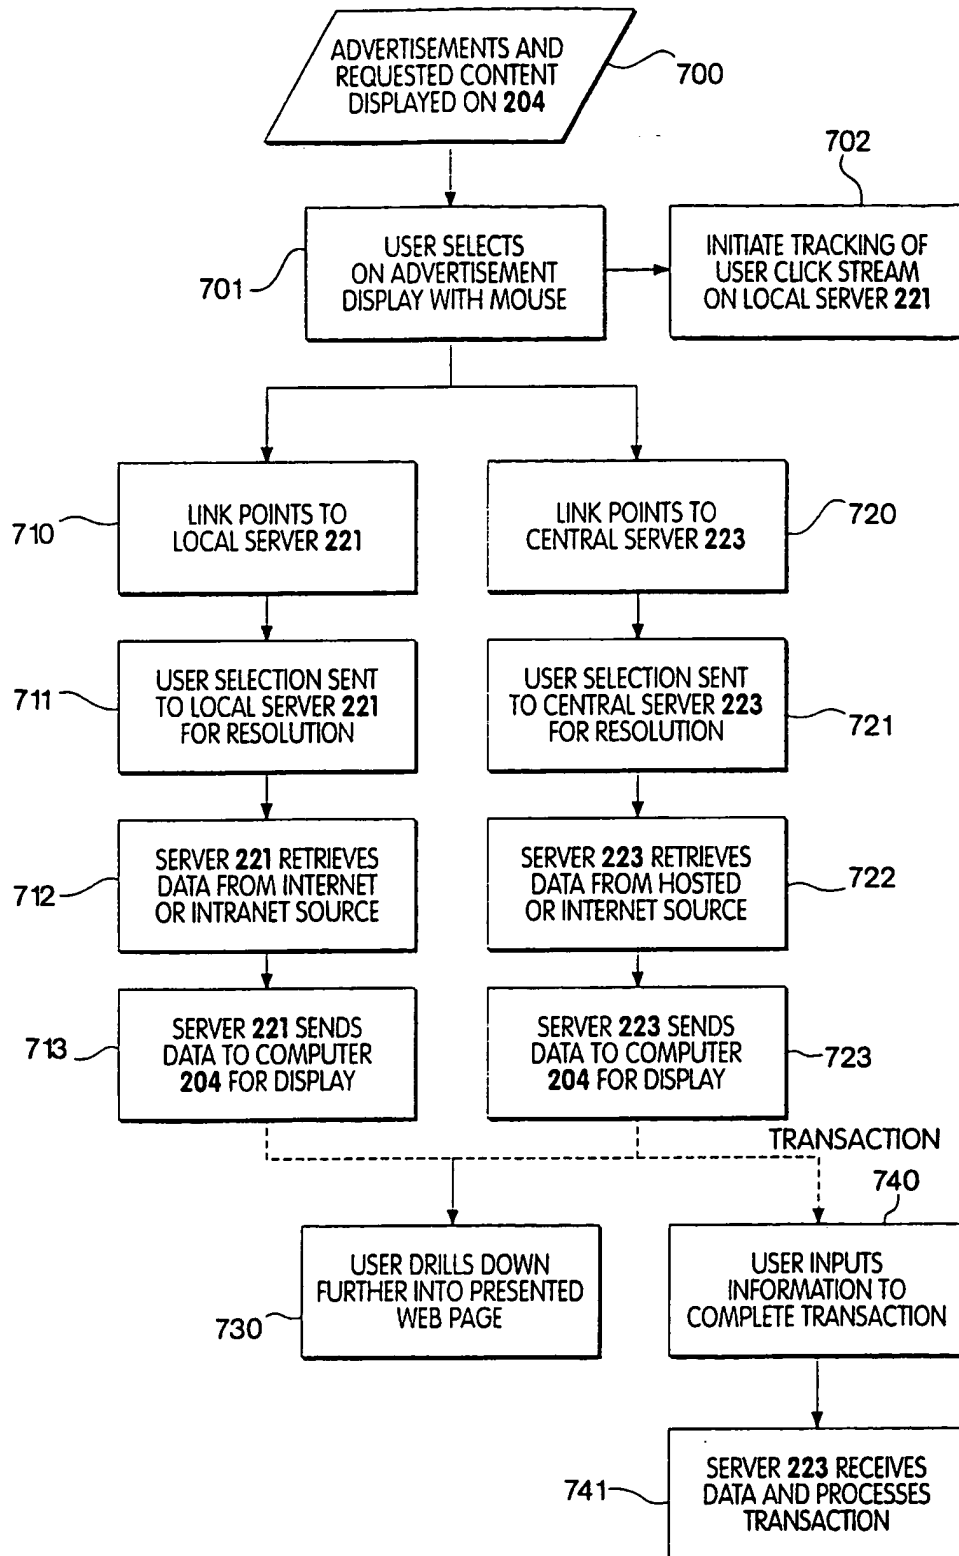 ADVERTISEMENTS AND
REQUESTED CONTENT
DISPLAYED ON 204
700
702
USER SELECTS
ON ADVERTISEMENT
DISPLAY WITH MOUSE
701
INITIATE TRACKING OF
USER CLICK STREAM
ON LOCAL SERVER 221
LINK POINTS TO
LOCAL SERVER 221
710
LINK POINTS TO
CENTRAL SERVER 223
720
USER SELECTION SENT
TO LOCAL SERVER 221
FOR RESOLUTION
711
USER SELECTION SENT
TO CENTRAL SERVER 223
FOR RESOLUTION
721
SERVER 221 RETRIEVES
DATA FROM INTERNET
OR INTRANET SOURCE
712
SERVER 223 RETRIEVES
DATA FROM HOSTED
OR INTERNET SOURCE
722
SERVER 221 SENDS
DATA TO COMPUTER
204 FOR DISPLAY
713
SERVER 223 SENDS
DATA TO COMPUTER
204 FOR DISPLAY
723
TRANSACTION
740
USER DRILLS DOWN
FURTHER INTO PRESENTED
WEB PAGE
730
USER INPUTS
INFORMATION TO
COMPLETE TRANSACTION
SERVER 223 RECEIVES
DATA AND PROCESSES
TRANSACTION
741